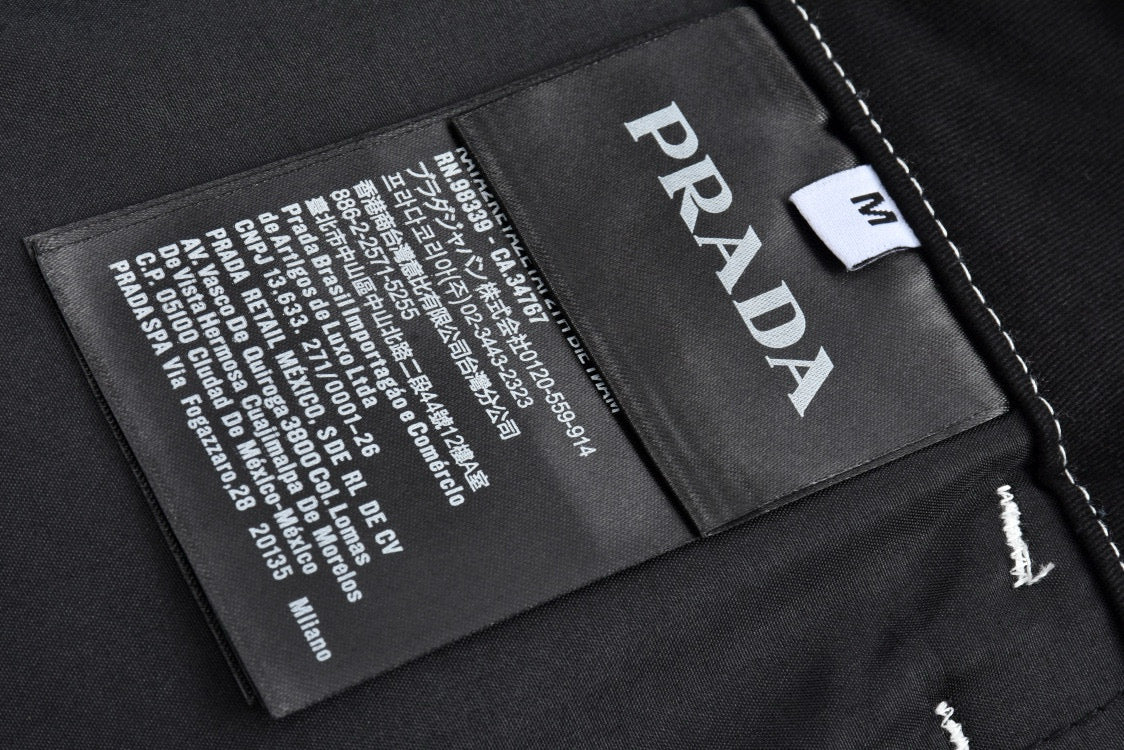 PRADA
M
RN.98339 - CA.34767
プラダジャパン株式会社0120-559-914
프라다코리아(주)02-3443-2323
香港商台灣意比有限公司台灣分公司
886-2-2571-5255
臺北市中山區中山北路二段44號12樓A室
Prada Brasil Importagáo e Comércio
de Artigos de Luxo Ltda
CNPJ 13.633. 271/0001-26
PRADA RETAIL MÉXICO, S DE RL DE CV
AV. Vasco De Quiroga 3800 Col. Lomas
De Vista Hermosa Cuajimalpa De Morelos
C.P. 05100 Ciudad De México-México
PRADA SPA Via Fogazzaro,28 20135 Mliano